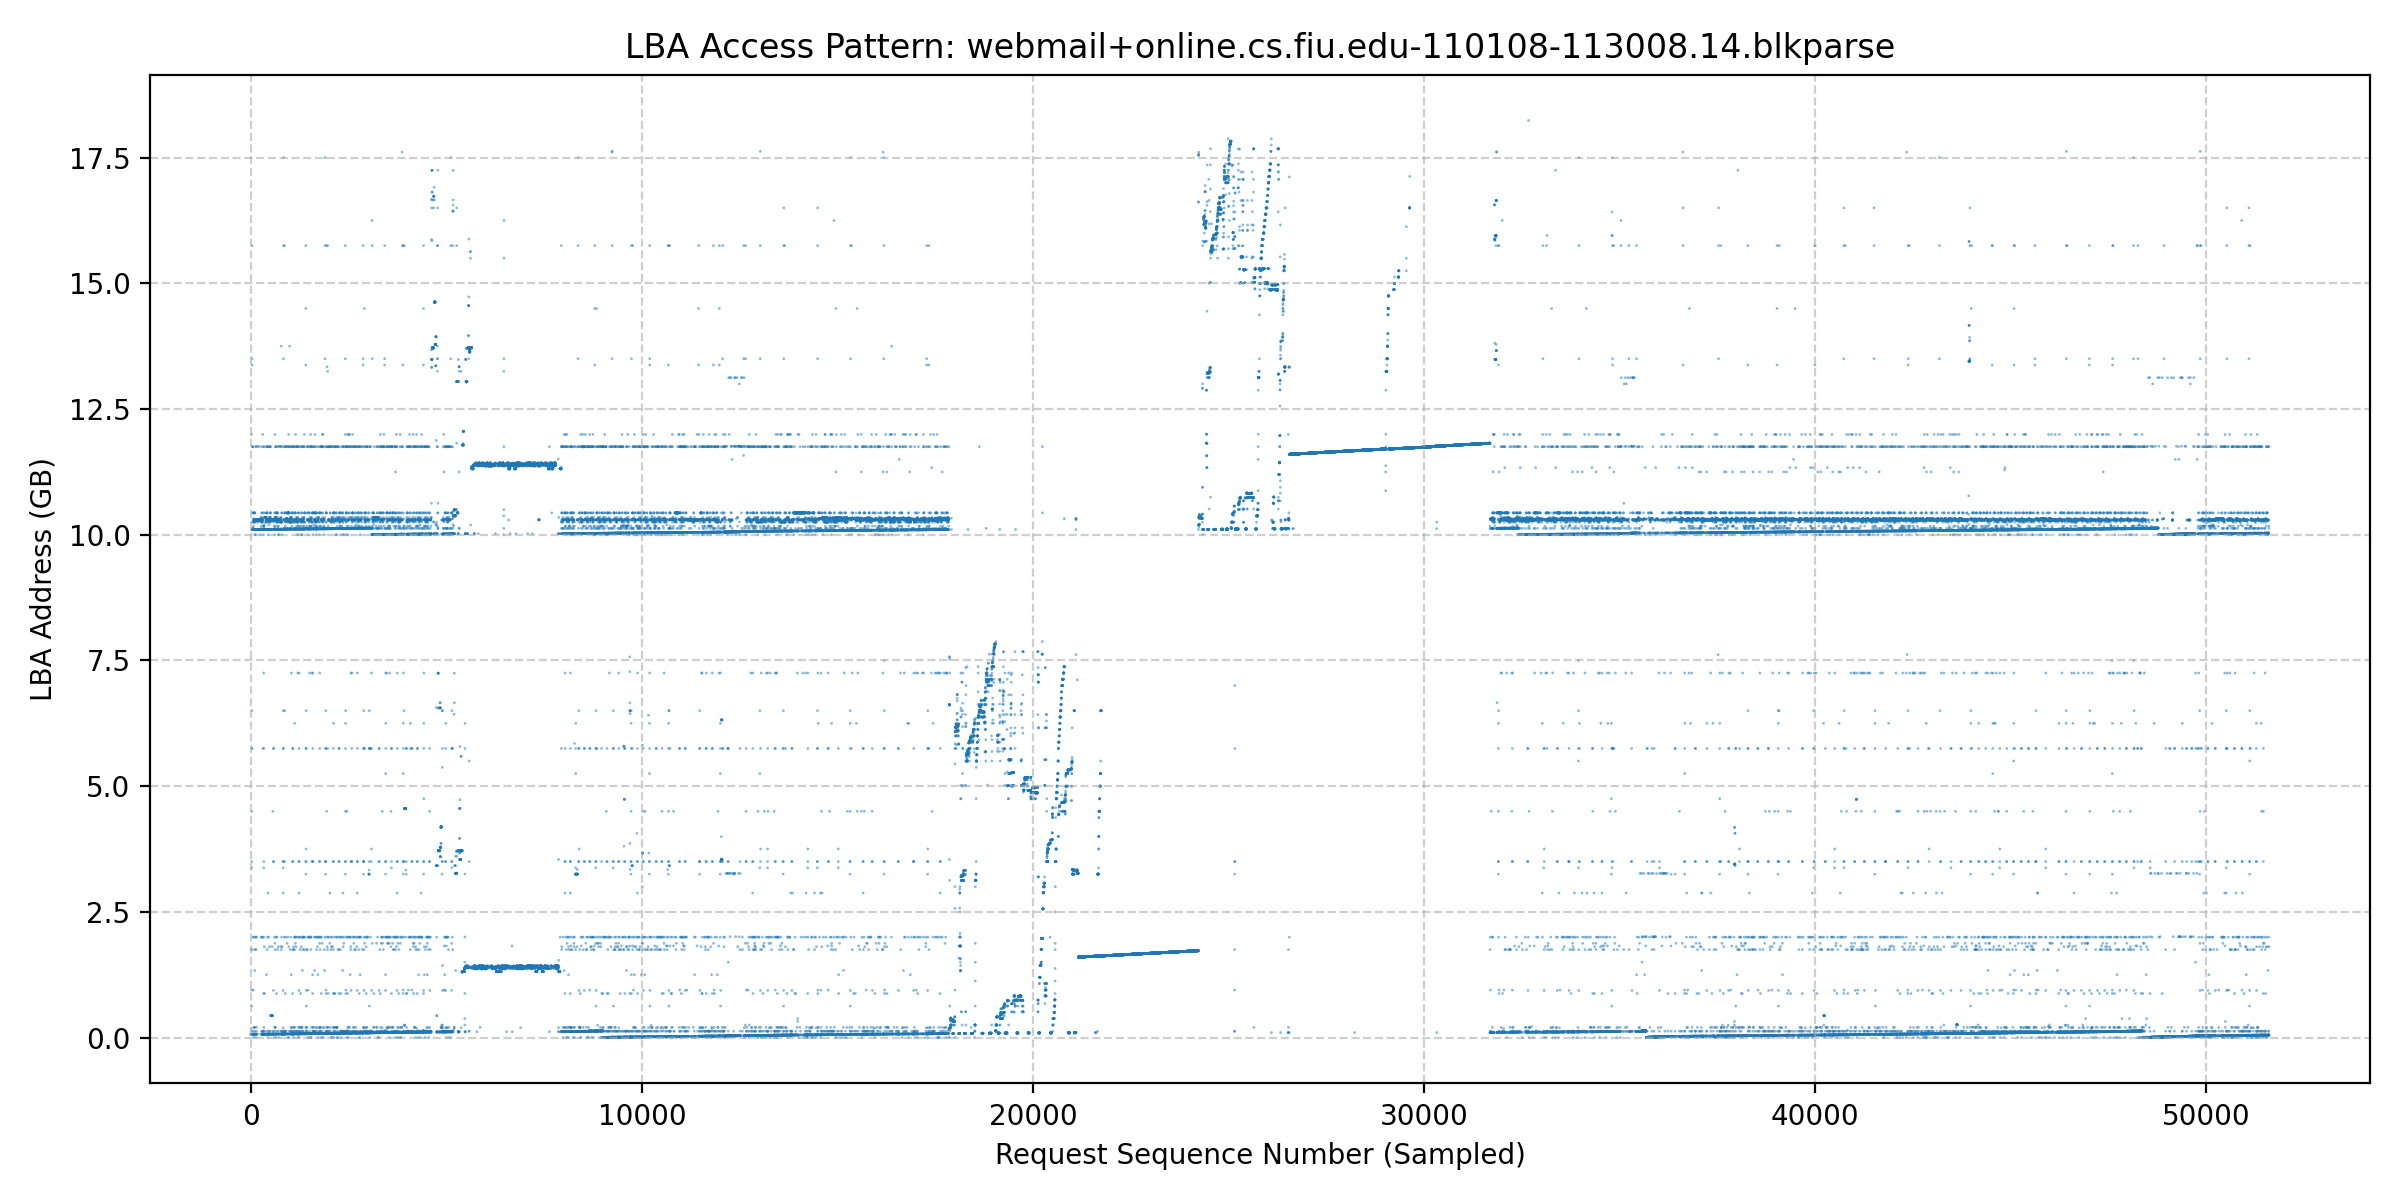 LBA Access Pattern: webmail+online.cs.fiu.edu-110108-113008.14.blkparse
LBA Address (GB)
17.5
15.0
12.5
10.0
7.5
5.0
2.5
0.0
0 10000 20000 30000 40000 50000
Request Sequence Number (Sampled)